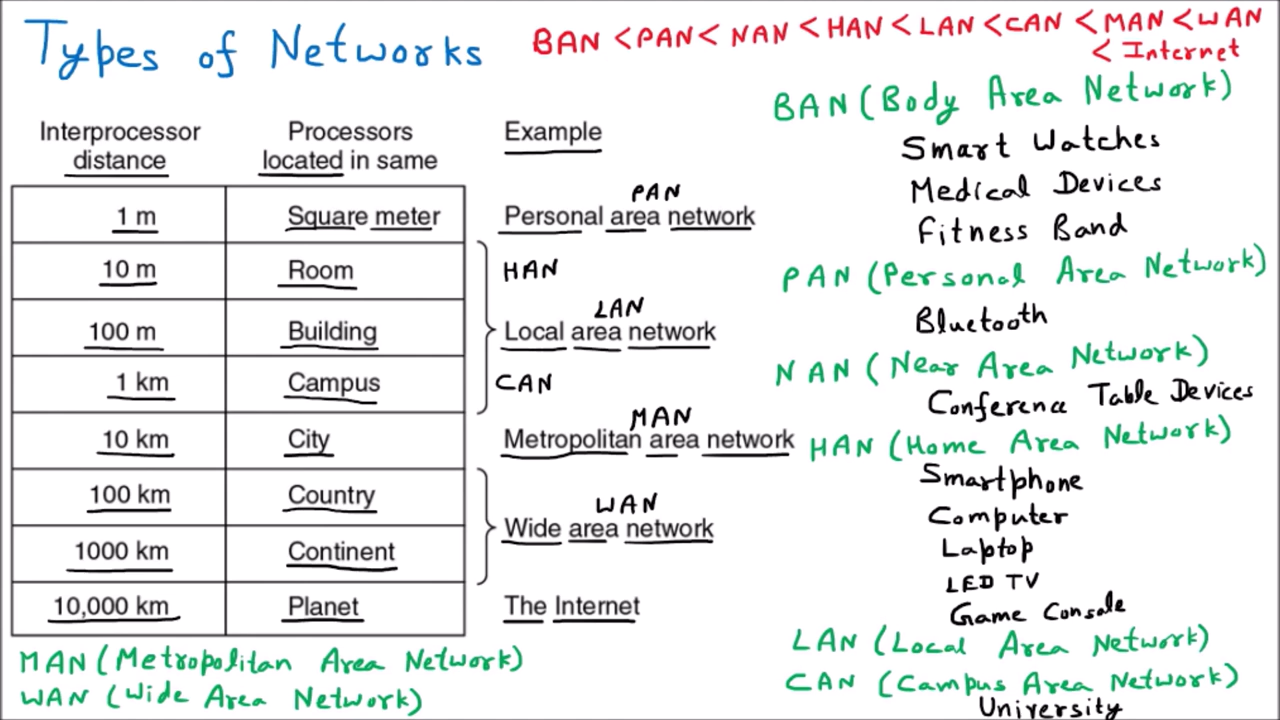 Types of Networks
BAN < PAN < NAN < HAN < LAN < CAN < MAN < WAN
< Internet
Interprocessor distance
Processors located in same
Example
1 m Square meter Personal area network PAN
10 m Room HAN
100 m Building Local area network LAN
1 km Campus CAN
10 km City Metropolitan area network MAN
100 km Country
Wide area network WAN
1000 km Continent
10,000 km Planet The Internet
MAN (Metropolitan Area Network)
WAN (Wide Area Network)
BAN (Body Area Network)
Smart Watches
Medical Devices
Fitness Band
PAN (Personal Area Network)
Bluetooth
NAN (Near Area Network)
Conference Table Devices
HAN (Home Area Network)
Smartphone
Computer
Laptop
LED TV
Game Console
LAN (Local Area Network)
CAN (Campus Area Network)
University